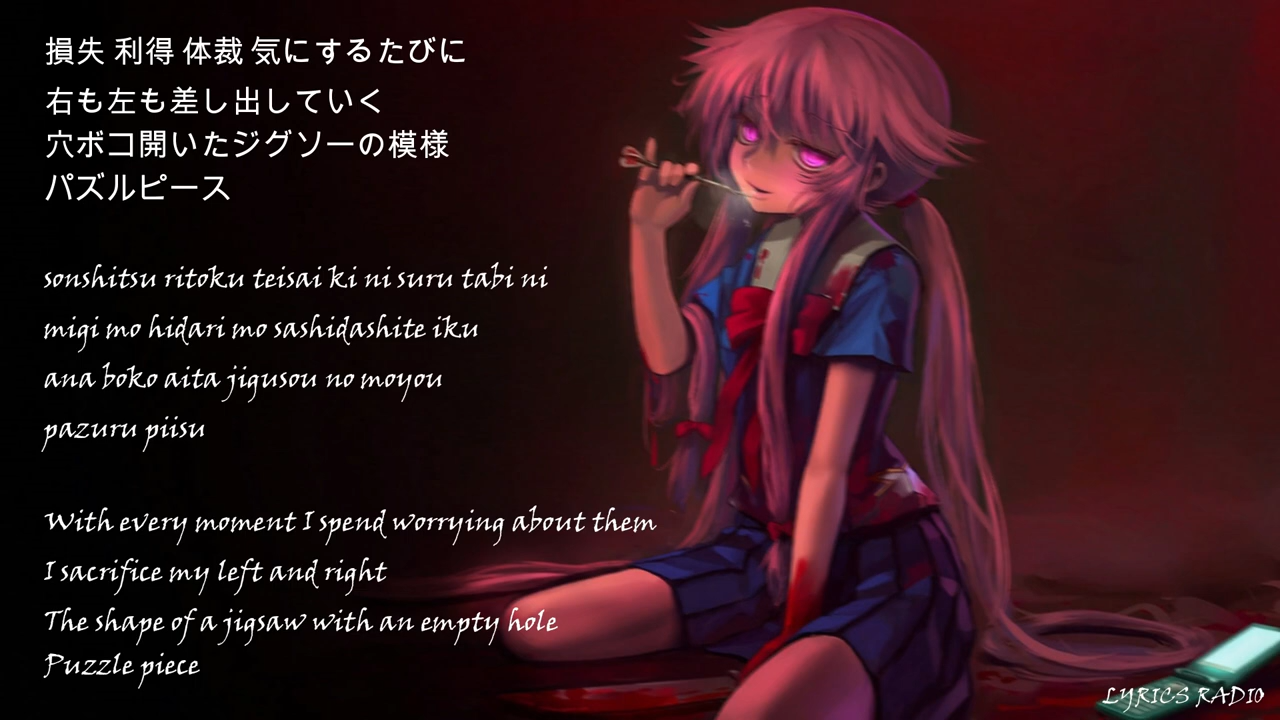 損失 利得 体裁 気にするたびに
右も左も差し出していく
穴ボコ開いたジグソーの模様
パズルピース
sonshitsu ritoku teisai ki ni suru tabi ni
migi mo hidari mo sashidashite iku
ana boko aita jigusou no moyou
pazuru piisu
With every moment I spend worrying about them
I sacrifice my left and right
The shape of a jigsaw with an empty hole
Puzzle piece
LYRICS RADIO